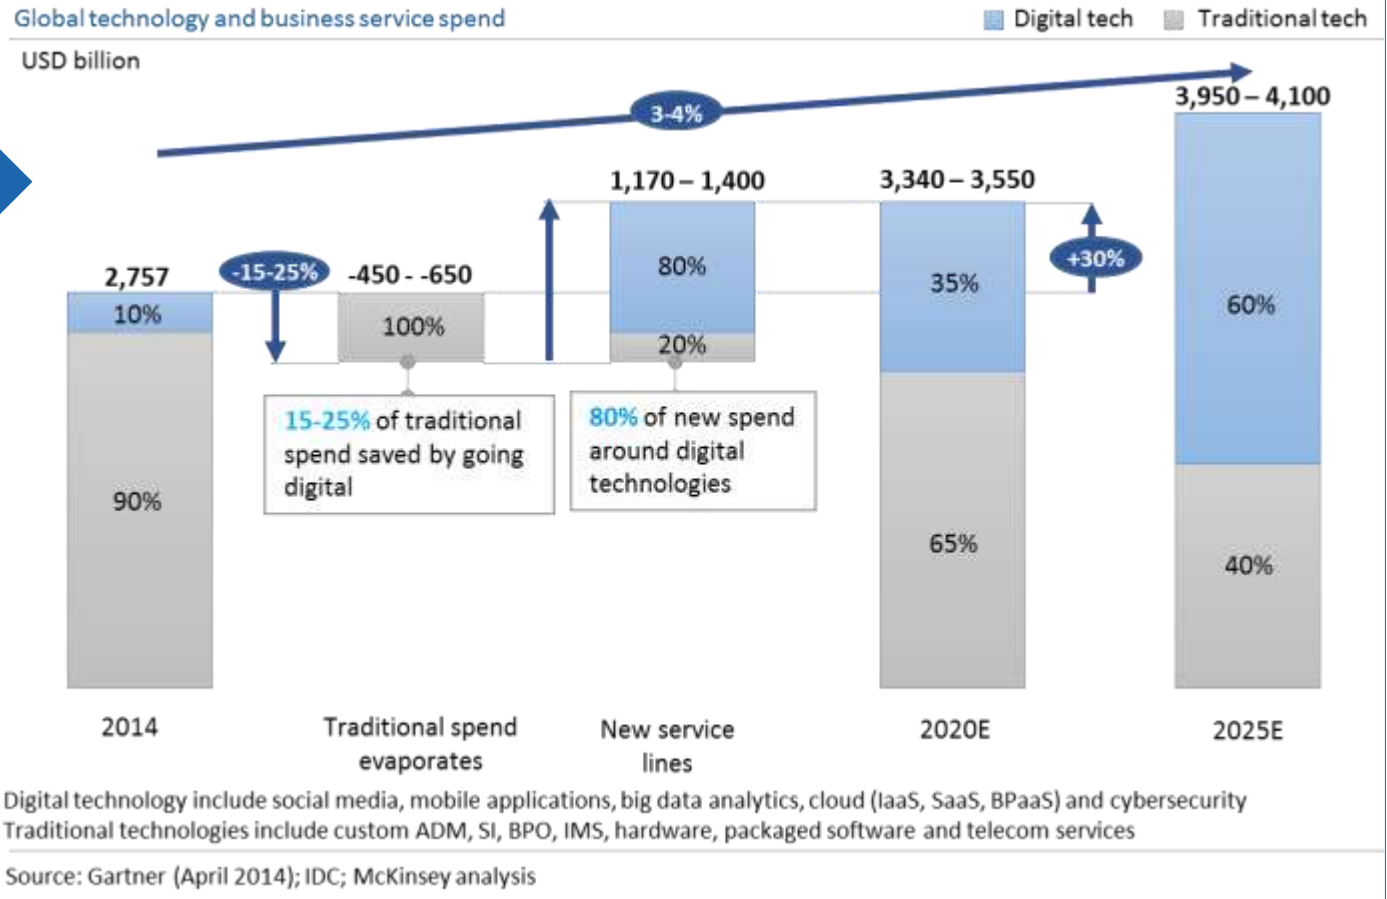 Global technology and business service spend
Digital tech
Traditional tech
USD billion
3-4%
3,950 – 4,100
1,170 – 1,400
3,340 – 3,550
2,757
-15-25%
-450 - -650
+30%
10%
100%
80%
20%
35%
60%
90%
65%
40%
15-25% of traditional
spend saved by going
digital
80% of new spend
around digital
technologies
2014
Traditional spend
evaporates
New service
lines
2020E
2025E
Digital technology include social media, mobile applications, big data analytics, cloud (IaaS, SaaS, BPaaS) and cybersecurity
Traditional technologies include custom ADM, SI, BPO, IMS, hardware, packaged software and telecom services
Source: Gartner (April 2014); IDC; McKinsey analysis